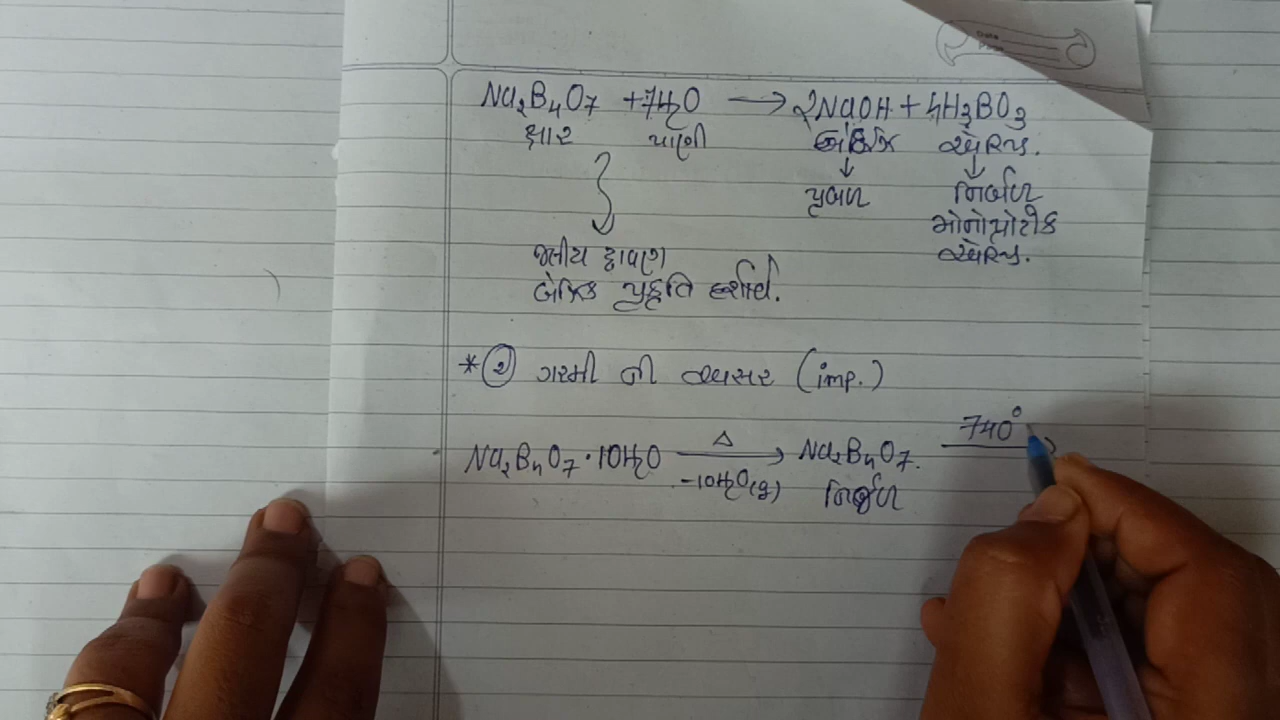 Na₂B₄O₇ + 7H₂O ⟶ 2NaOH + 4H₃BO₃
ક્ષાર પાણી બેઝિક એસિડ.
↓ ↓
પ્રબળ નિર્બળ
મોનોપ્રોટીક
એસિડ.
જલીય દ્રાવણ
બેઝિક પ્રકૃતિ દર્શાવે.
* ② ગરમી ની અસર (imp.)
Na₂B₄O₇·10H₂O ⟶ Na₂B₄O₇. 740°
Δ
-10H₂O(g) નિર્જળ